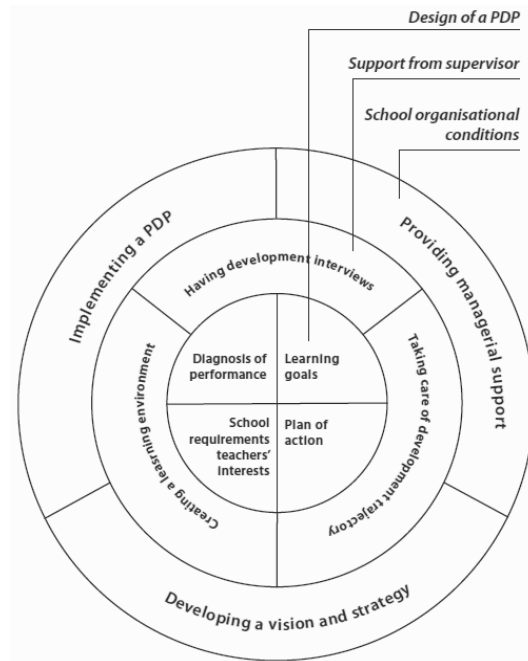 Design of a PDP
Support from supervisor
School organisational
conditions
Implementing a PDP
Providing managerial support
Having development interviews
Diagnosis of
performance
Learning
goals
Creating a leasrning environment
Taking care of development trajectory
School
requirements
teachers'
interests
Plan of
action
Developing a vision and strategy